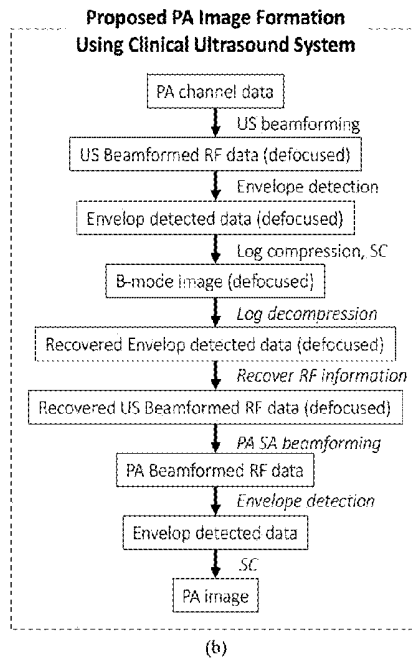 Proposed PA Image Formation
Using Clinical Ultrasound System
PA channel data
US beamforming
US Beamformed RF data (defocused)
Envelope detection
Envelop detected data (defocused)
Log compression, SC
B-mode image (defocused)
Log decompression
Recovered Envelop detected data (defocused)
Recover RF information
Recovered US Beamformed RF data (defocused)
PA SA beamforming
PA Beamformed RF data
Envelope detection
Envelop detected data
SC
PA image
(b)